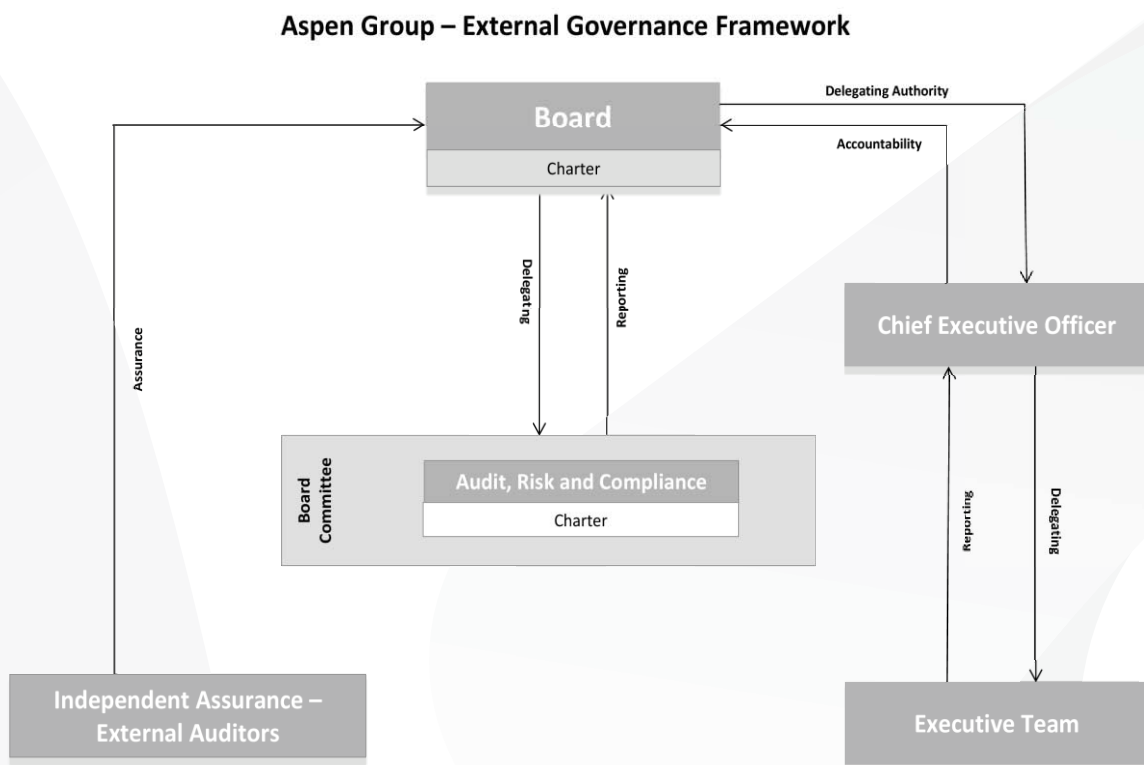 Aspen Group – External Governance Framework
Board
Charter
Delegating Authority
Accountability
Delegatng
Reporting
Assurance
Chief Executive Officer
Board
Committee
Audit, Risk and Compliance
Charter
Reporting
Delegating
Independent Assurance –
External Auditors
Executive Team